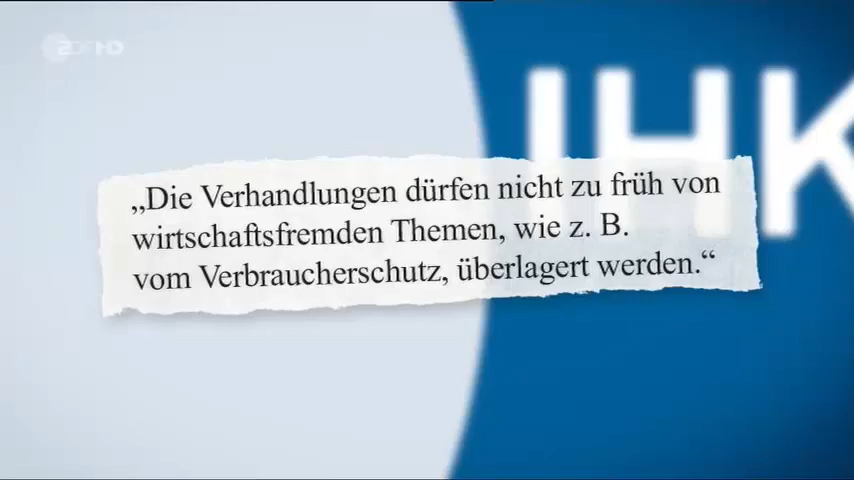 ZDF HD
IHK
„Die Verhandlungen dürfen nicht zu früh von
wirtschaftsfremden Themen, wie z. B.
vom Verbraucherschutz, überlagert werden.“